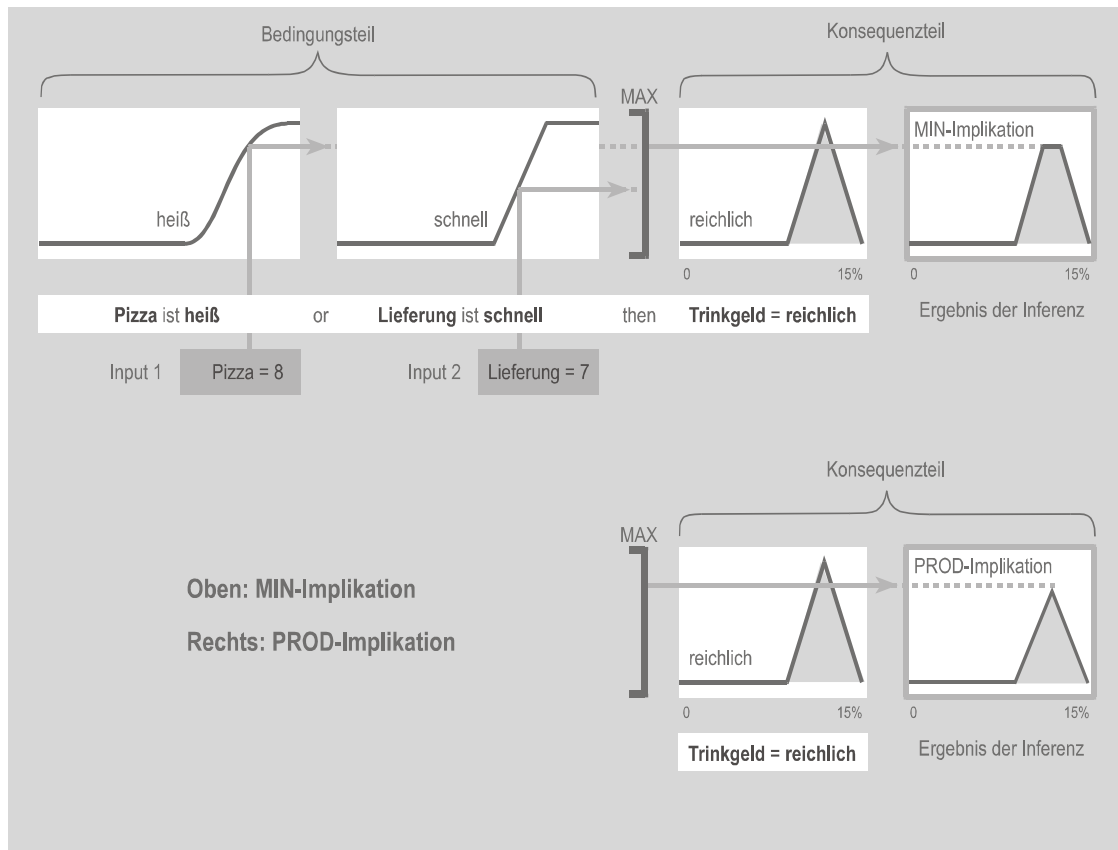 Bedingungsteil
Konsequenzteil
MAX
heiß
schnell
reichlich
MIN-Implikation
0 15%
0 15%
Pizza ist heiß or Lieferung ist schnell then Trinkgeld = reichlich
Ergebnis der Inferenz
Input 1 Pizza = 8 Input 2 Lieferung = 7
Konsequenzteil
MAX
PROD-Implikation
Oben: MIN-Implikation
Rechts: PROD-Implikation
reichlich
0 15%
0 15%
Trinkgeld = reichlich
Ergebnis der Inferenz